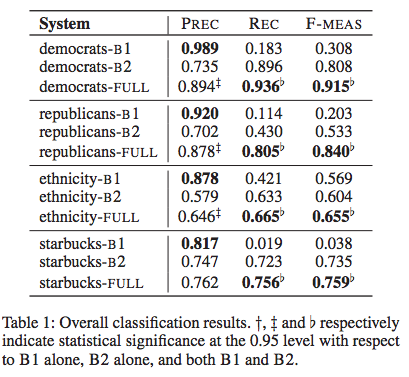 System PREC REC F-MEAS
democrats-B1 0.989 0.183 0.308
democrats-B2 0.735 0.896 0.808
democrats-FULL 0.894‡ 0.936♭ 0.915♭
republicans-B1 0.920 0.114 0.203
republicans-B2 0.702 0.430 0.533
republicans-FULL 0.878‡ 0.805♭ 0.840♭
ethnicity-B1 0.878 0.421 0.569
ethnicity-B2 0.579 0.633 0.604
ethnicity-FULL 0.646‡ 0.665♭ 0.655♭
starbucks-B1 0.817 0.019 0.038
starbucks-B2 0.747 0.723 0.735
starbucks-FULL 0.762 0.756♭ 0.759♭
Table 1: Overall classification results. †, ‡ and ♭ respectively
indicate statistical significance at the 0.95 level with respect
to B1 alone, B2 alone, and both B1 and B2.